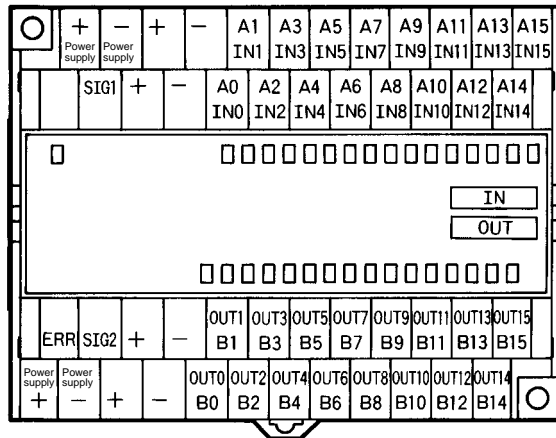 + − + − A1 A3 A5 A7 A9 A11 A13 A15
Power supply Power supply IN1 IN3 IN5 IN7 IN9 IN11 IN13 IN15
SIG1 + − A0 A2 A4 A6 A8 A10 A12 A14
IN0 IN2 IN4 IN6 IN8 IN10 IN12 IN14
IN
OUT
OUT1 OUT3 OUT5 OUT7 OUT9 OUT11 OUT13 OUT15
ERR SIG2 + − B1 B3 B5 B7 B9 B11 B13 B15
Power supply Power supply OUT0 OUT2 OUT4 OUT6 OUT8 OUT10 OUT12 OUT14
+ − + − B0 B2 B4 B6 B8 B10 B12 B14